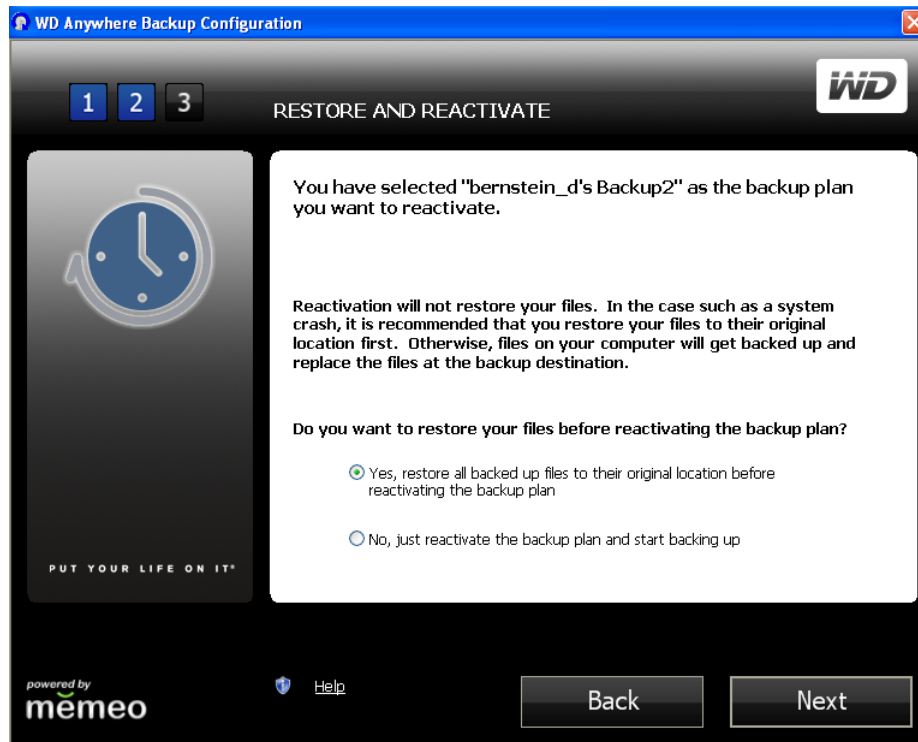 WD Anywhere Backup Configuration
1 2 3
RESTORE AND REACTIVATE
WD
You have selected "bernstein_d's Backup2" as the backup plan
you want to reactivate.
Reactivation will not restore your files.  In the case such as a system
crash, it is recommended that you restore your files to their original
location first.  Otherwise, files on your computer will get backed up and
replace the files at the backup destination.
Do you want to restore your files before reactivating the backup plan?
Yes, restore all backed up files to their original location before
reactivating the backup plan
No, just reactivate the backup plan and start backing up
PUT YOUR LIFE ON IT®
powered by
mĕmeo
Help
Back
Next